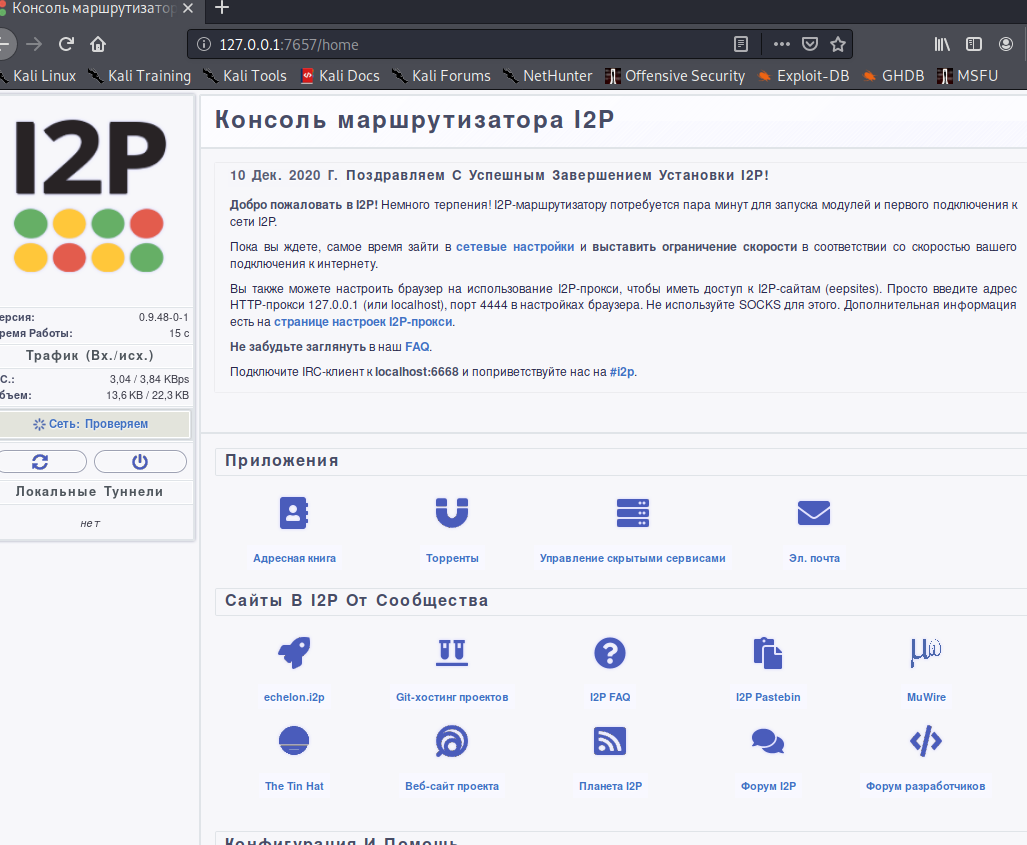 Консоль маршрутизатор
127.0.0.1:7657/home
Kali Linux Kali Training Kali Tools Kali Docs Kali Forums NetHunter Offensive Security Exploit-DB GHDB MSFU
I2P
ерсия: 0.9.48-0-1
ремя Работы: 15 с
Трафик (Вх./исх.)
С.: 3,04 / 3,84 KBps
бъем: 13,6 KB / 22,3 KB
Сеть: Проверяем
Локальные Туннели
нет
Консоль маршрутизатора I2P
10 Дек. 2020 Г. Поздравляем С Успешным Завершением Установки I2P!
Добро пожаловать в I2P! Немного терпения! I2P-маршрутизатору потребуется пара минут для запуска модулей и первого подключения к
сети I2P.
Пока вы ждете, самое время зайти в сетевые настройки и выставить ограничение скорости в соответствии со скоростью вашего
подключения к интернету.
Вы также можете настроить браузер на использование I2P-прокси, чтобы иметь доступ к I2P-сайтам (eepsites). Просто введите адрес
HTTP-прокси 127.0.0.1 (или localhost), порт 4444 в настройках браузера. Не используйте SOCKS для этого. Дополнительная информация
есть на странице настроек I2P-прокси.
Не забудьте заглянуть в наш FAQ.
Подключите IRC-клиент к localhost:6668 и поприветствуйте нас на #i2p.
Приложения
Адресная книга Торренты Управление скрытыми сервисами Эл. почта
Сайты В I2P От Сообщества
μω
echelon.i2p Git-хостинг проектов I2P FAQ I2P Pastebin MuWire
The Tin Hat Веб-сайт проекта Планета I2P Форум I2P Форум разработчиков
Конфигурация И Помощь